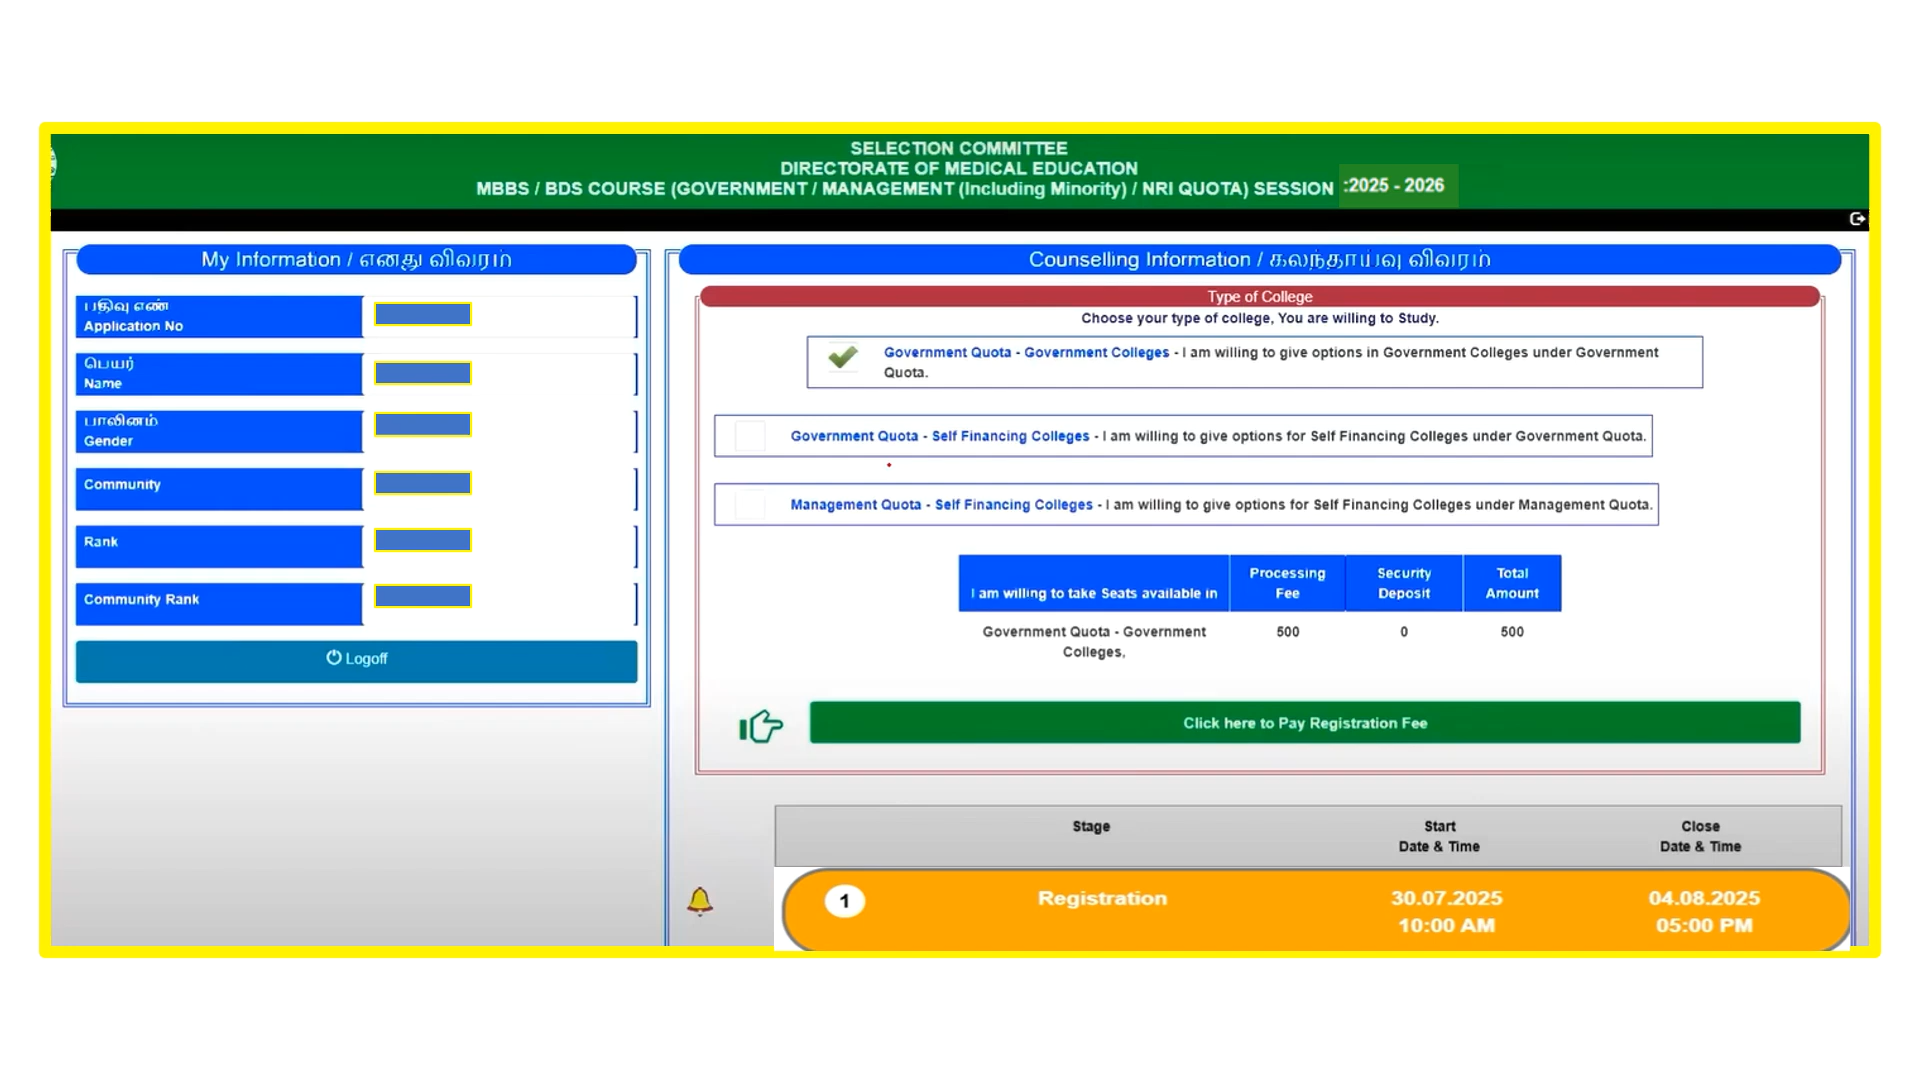 SELECTION COMMITTEE
DIRECTORATE OF MEDICAL EDUCATION
MBBS / BDS COURSE (GOVERNMENT / MANAGEMENT (Including Minority) / NRI QUOTA) SESSION :2025 - 2026
My Information / எனது விவரம்
பதிவு எண்
Application No
பெயர்
Name
பாலினம்
Gender
Community
Rank
Community Rank
Logoff
Counselling Information / கலந்தாய்வு விவரம்
Type of College
Choose your type of college, You are willing to Study.
Government Quota - Government Colleges - I am willing to give options in Government Colleges under Government
Quota.
Government Quota - Self Financing Colleges - I am willing to give options for Self Financing Colleges under Government Quota.
Management Quota - Self Financing Colleges - I am willing to give options for Self Financing Colleges under Management Quota.
I am willing to take Seats available in Processing Fee Security Deposit Total Amount
Government Quota - Government 500 0 500
Colleges,
Click here to Pay Registration Fee
Stage Start Close
Date & Time Date & Time
1 Registration 30.07.2025 04.08.2025
10:00 AM 05:00 PM